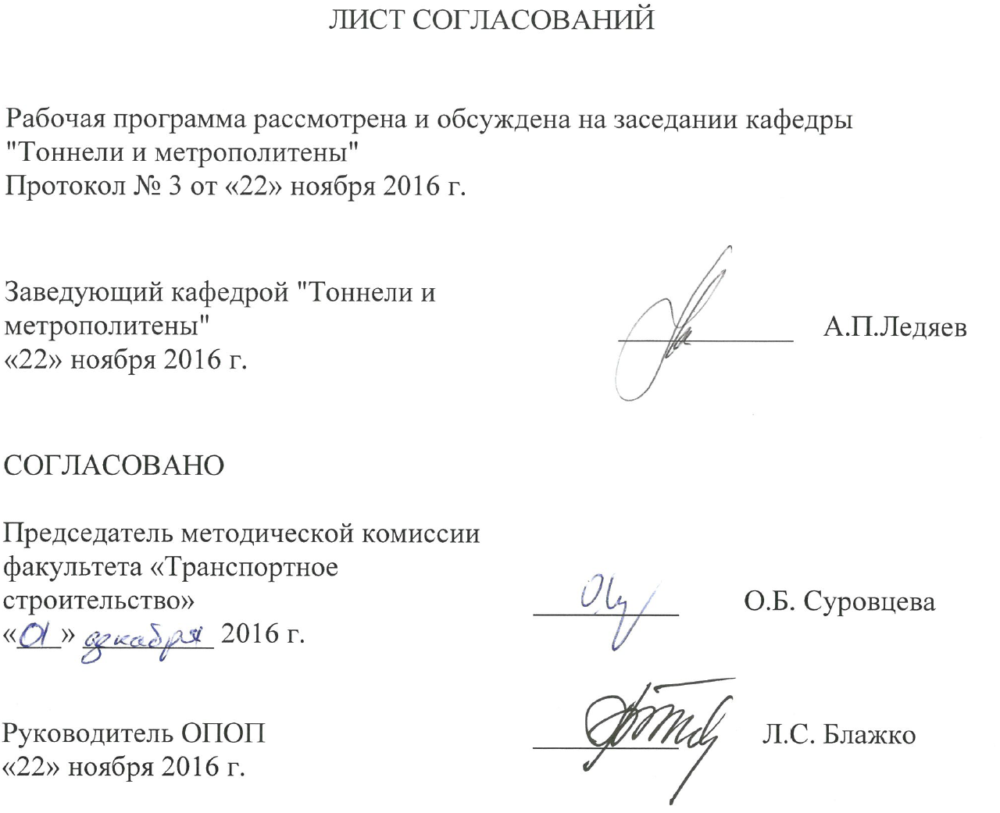 ЛИСТ СОГЛАСОВАНИЙ
Рабочая программа рассмотрена и обсуждена на заседании кафедры
"Тоннели и метрополитены"
Протокол № 3 от «22» ноября 2016 г.
Заведующий кафедрой "Тоннели и
метрополитены"
А.П.Ледяев
«22» ноября 2016 г.
СОГЛАСОВАНО
Председатель методической комиссии
факультета «Транспортное
строительство»
О.Б. Суровцева
«01» декабря 2016 г.
Руководитель ОПОП
Л.С. Блажко
«22» ноября 2016 г.